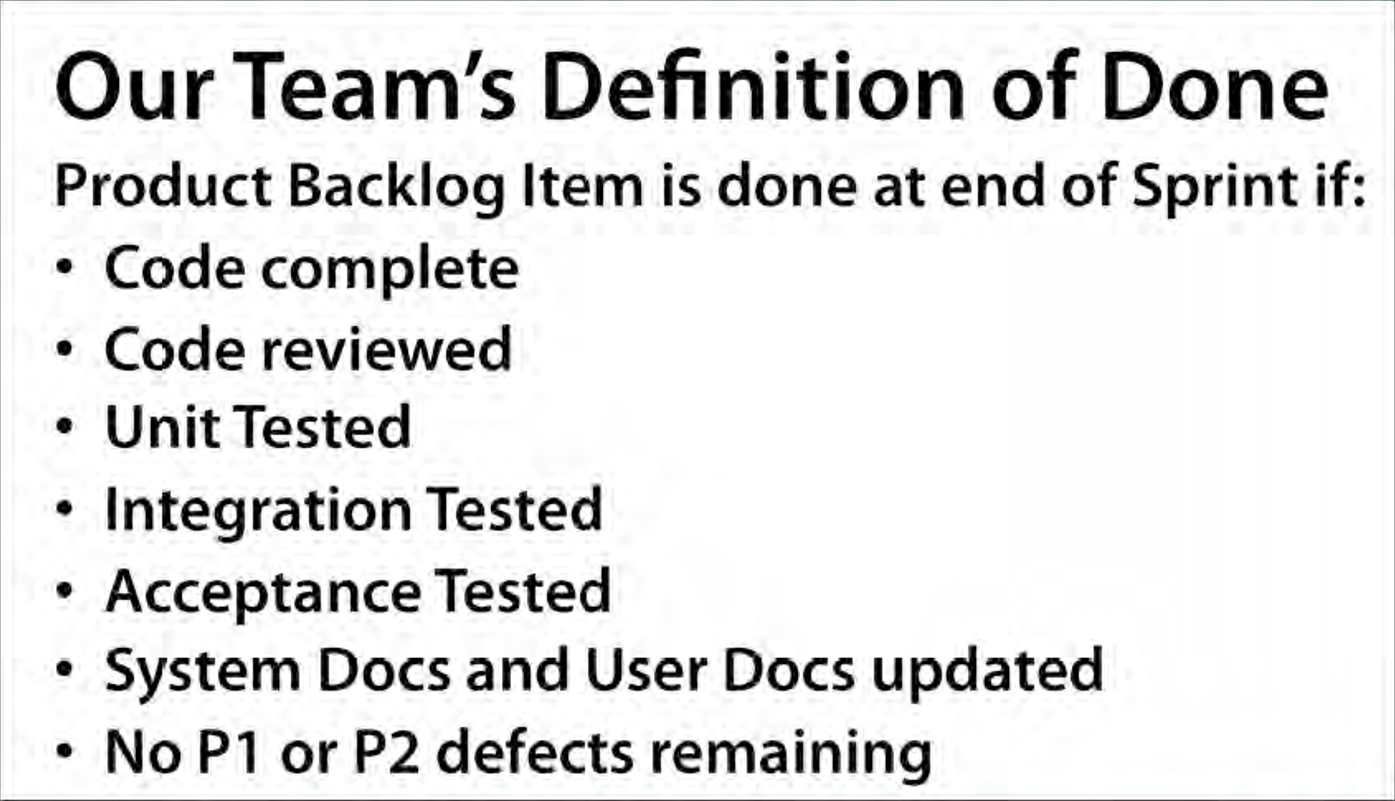 Our Team’s Definition of Done
Product Backlog Item is done at end of Sprint if:
• Code complete
• Code reviewed
• Unit Tested
• Integration Tested
• Acceptance Tested
• System Docs and User Docs updated
• No P1 or P2 defects remaining